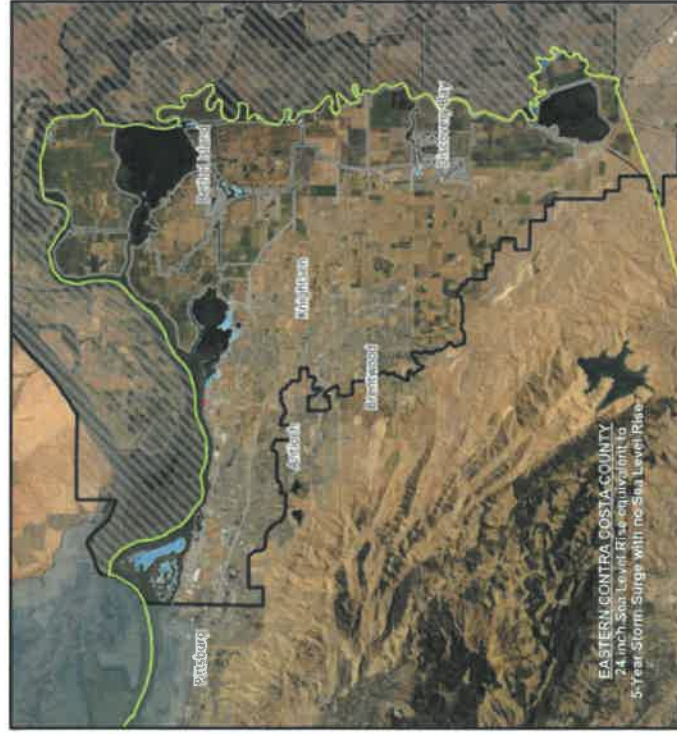 Pittsburg
Antioch
Brentwood
Knightsen
Bethel Island
Discovery Bay
EASTERN CONTRA COSTA COUNTY
24 inch Sea Level Rise equivalent to
5-Year Storm Surge with no Sea Level Rise